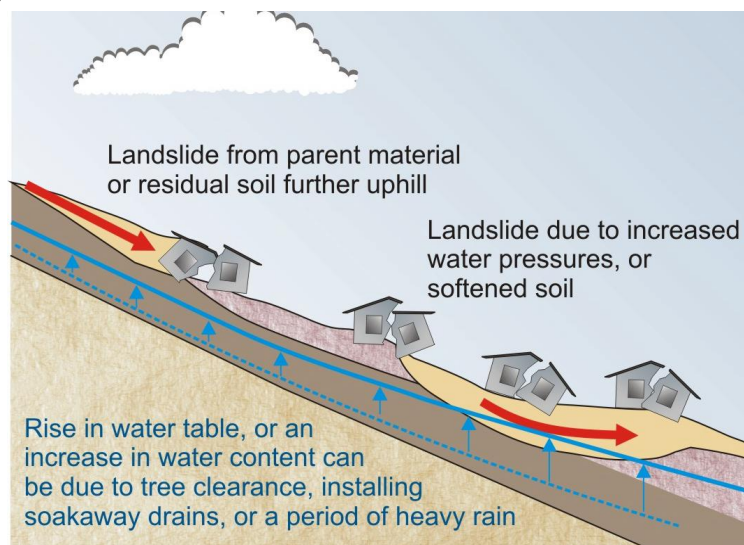 Landslide from parent material
or residual soil further uphill
Landslide due to increased
water pressures, or
softened soil
Rise in water table, or an
increase in water content can
be due to tree clearance, installing
soakaway drains, or a period of heavy rain